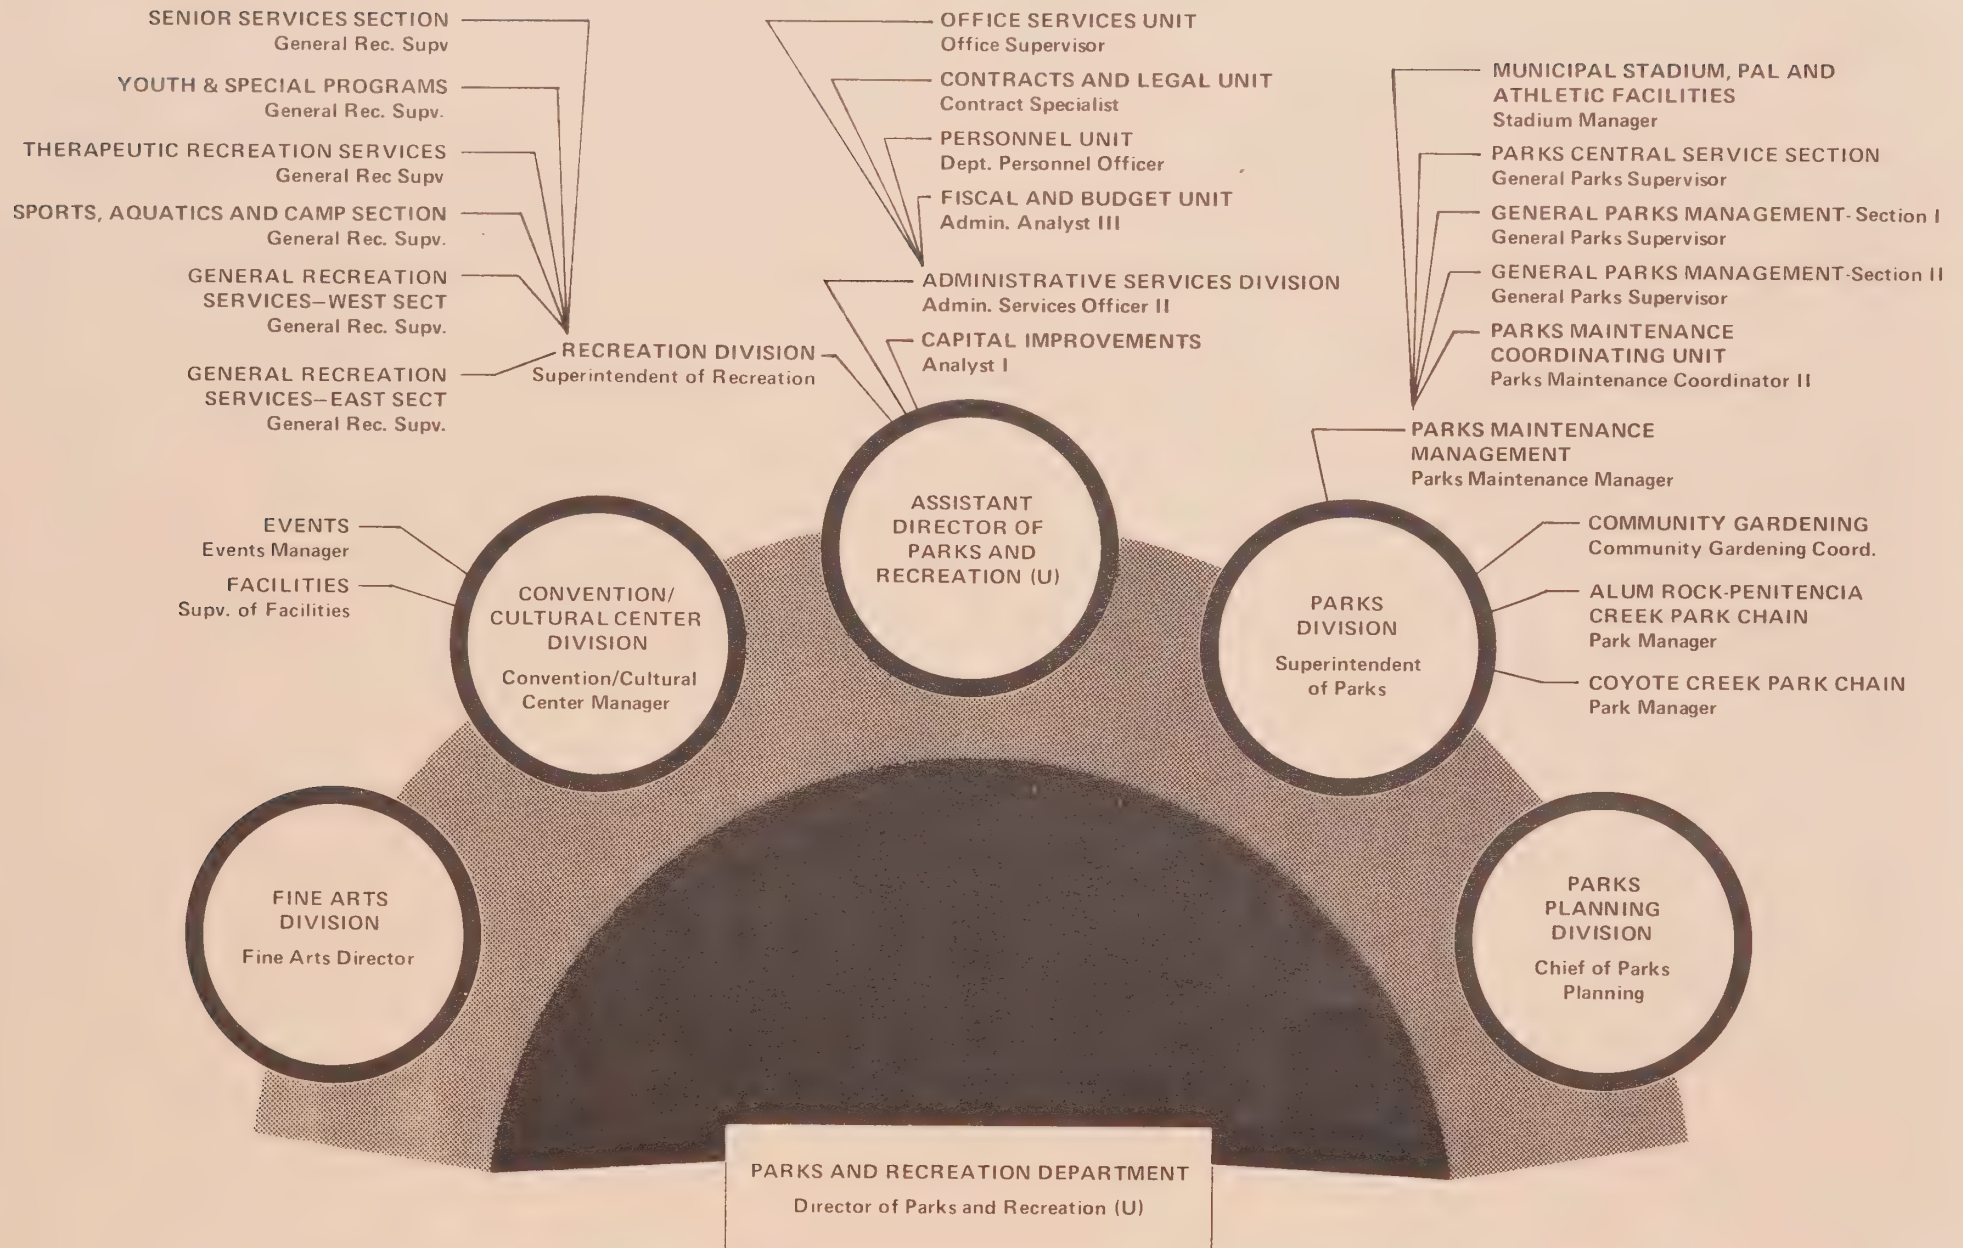 SENIOR SERVICES SECTION
General Rec. Supv
YOUTH & SPECIAL PROGRAMS
General Rec. Supv.
THERAPEUTIC RECREATION SERVICES
General Rec Supv
SPORTS, AQUATICS AND CAMP SECTION
General Rec. Supv.
GENERAL RECREATION
SERVICES–WEST SECT
General Rec. Supv.
GENERAL RECREATION
SERVICES–EAST SECT
General Rec. Supv.
RECREATION DIVISION
Superintendent of Recreation
OFFICE SERVICES UNIT
Office Supervisor
CONTRACTS AND LEGAL UNIT
Contract Specialist
PERSONNEL UNIT
Dept. Personnel Officer
FISCAL AND BUDGET UNIT
Admin. Analyst III
ADMINISTRATIVE SERVICES DIVISION
Admin. Services Officer II
CAPITAL IMPROVEMENTS
Analyst I
MUNICIPAL STADIUM, PAL AND
ATHLETIC FACILITIES
Stadium Manager
PARKS CENTRAL SERVICE SECTION
General Parks Supervisor
GENERAL PARKS MANAGEMENT-Section I
General Parks Supervisor
GENERAL PARKS MANAGEMENT-Section II
General Parks Supervisor
PARKS MAINTENANCE
COORDINATING UNIT
Parks Maintenance Coordinator II
PARKS MAINTENANCE
MANAGEMENT
Parks Maintenance Manager
EVENTS
Events Manager
FACILITIES
Supv. of Facilities
CONVENTION/
CULTURAL CENTER
DIVISION
Convention/Cultural
Center Manager
ASSISTANT
DIRECTOR OF
PARKS AND
RECREATION (U)
PARKS
DIVISION
Superintendent
of Parks
COMMUNITY GARDENING
Community Gardening Coord.
ALUM ROCK-PENITENCIA
CREEK PARK CHAIN
Park Manager
COYOTE CREEK PARK CHAIN
Park Manager
FINE ARTS
DIVISION
Fine Arts Director
PARKS
PLANNING
DIVISION
Chief of Parks
Planning
PARKS AND RECREATION DEPARTMENT
Director of Parks and Recreation (U)